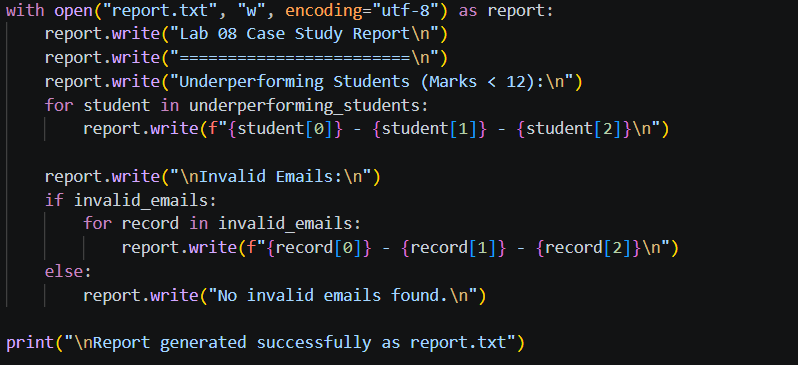 with open("report.txt", "w", encoding="utf-8") as report:
    report.write("Lab 08 Case Study Report\n")
    report.write("========================\n")
    report.write("Underperforming Students (Marks < 12):\n")
    for student in underperforming_students:
        report.write(f"{student[0]} - {student[1]} - {student[2]}\n")

    report.write("\nInvalid Emails:\n")
    if invalid_emails:
        for record in invalid_emails:
            report.write(f"{record[0]} - {record[1]} - {record[2]}\n")
    else:
        report.write("No invalid emails found.\n")

print("\nReport generated successfully as report.txt")